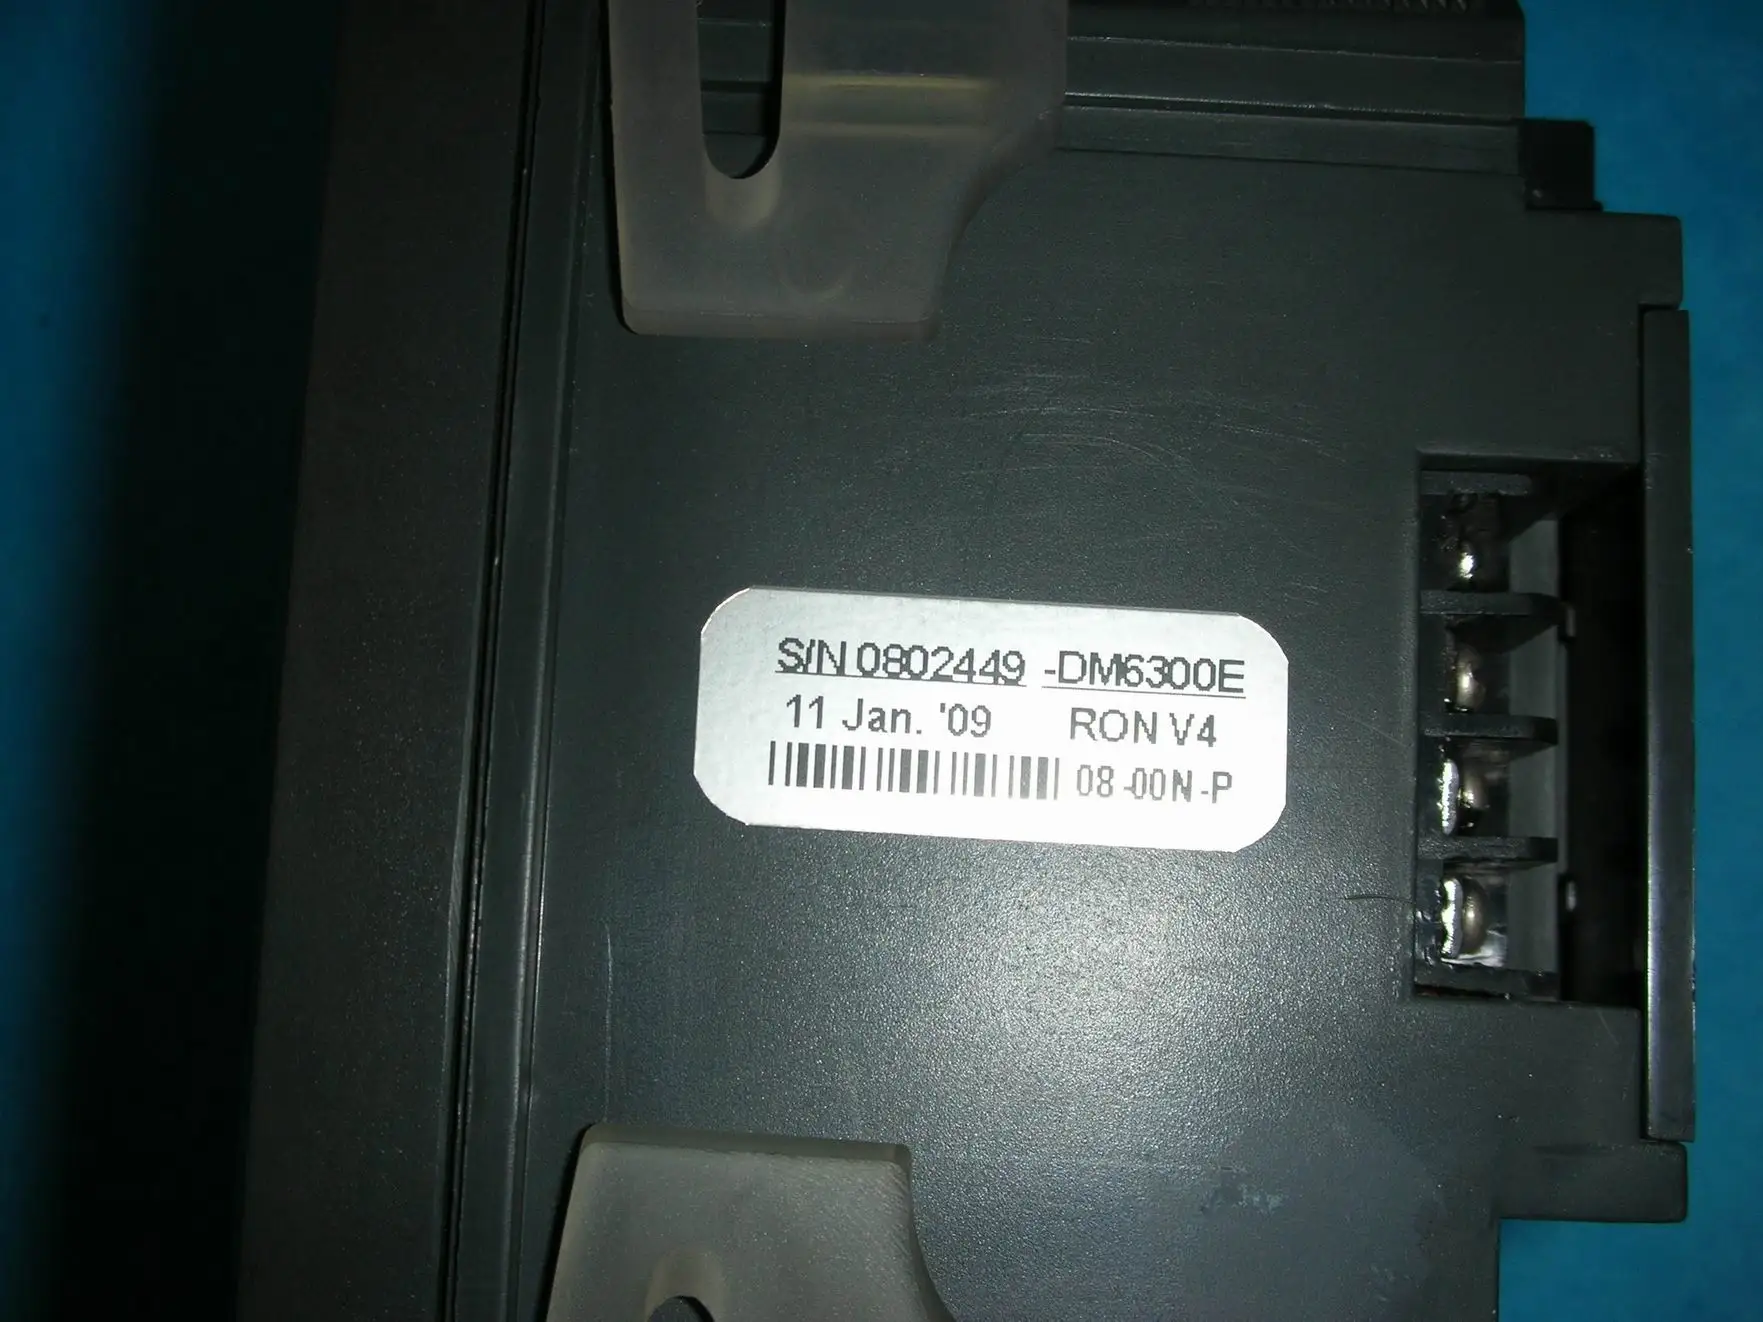 S/N 0802449 -DM6300E
11 Jan. '09 RON V4
08-00N-P